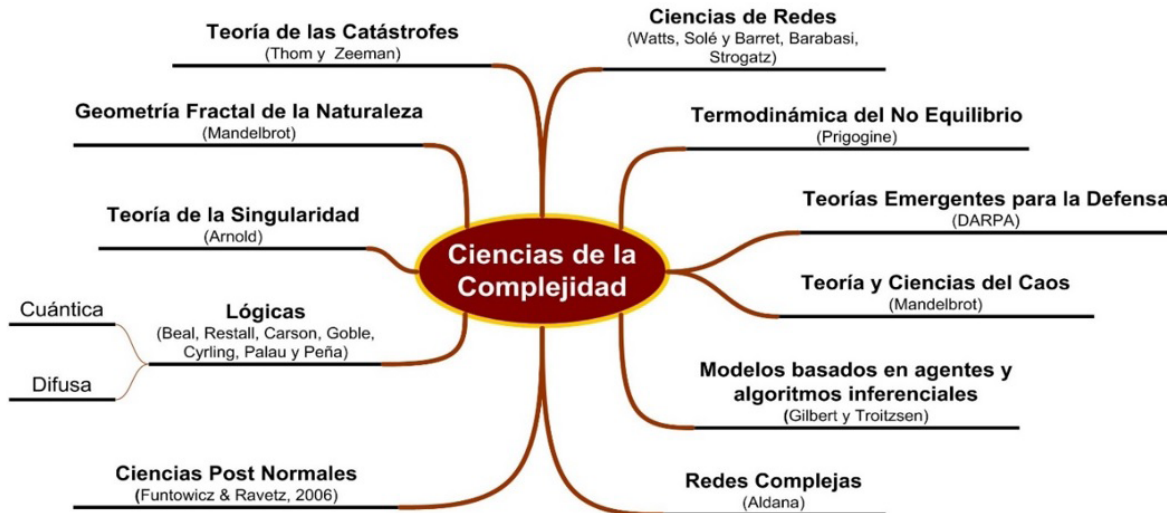 Teoría de las Catástrofes
(Thom y Zeeman)
Geometría Fractal de la Naturaleza
(Mandelbrot)
Teoría de la Singularidad
(Arnold)
Cuántica
Difusa
Lógicas
(Beal, Restall, Carson, Goble,
Cyrling, Palau y Peña)
Ciencias Post Normales
(Funtowicz & Ravetz, 2006)
Ciencias de la
Complejidad
Ciencias de Redes
(Watts, Solé y Barret, Barabasi,
Strogatz)
Termodinámica del No Equilibrio
(Prigogine)
Teorías Emergentes para la Defensa
(DARPA)
Teoría y Ciencias del Caos
(Mandelbrot)
Modelos basados en agentes y
algoritmos inferenciales
(Gilbert y Troitzsen)
Redes Complejas
(Aldana)